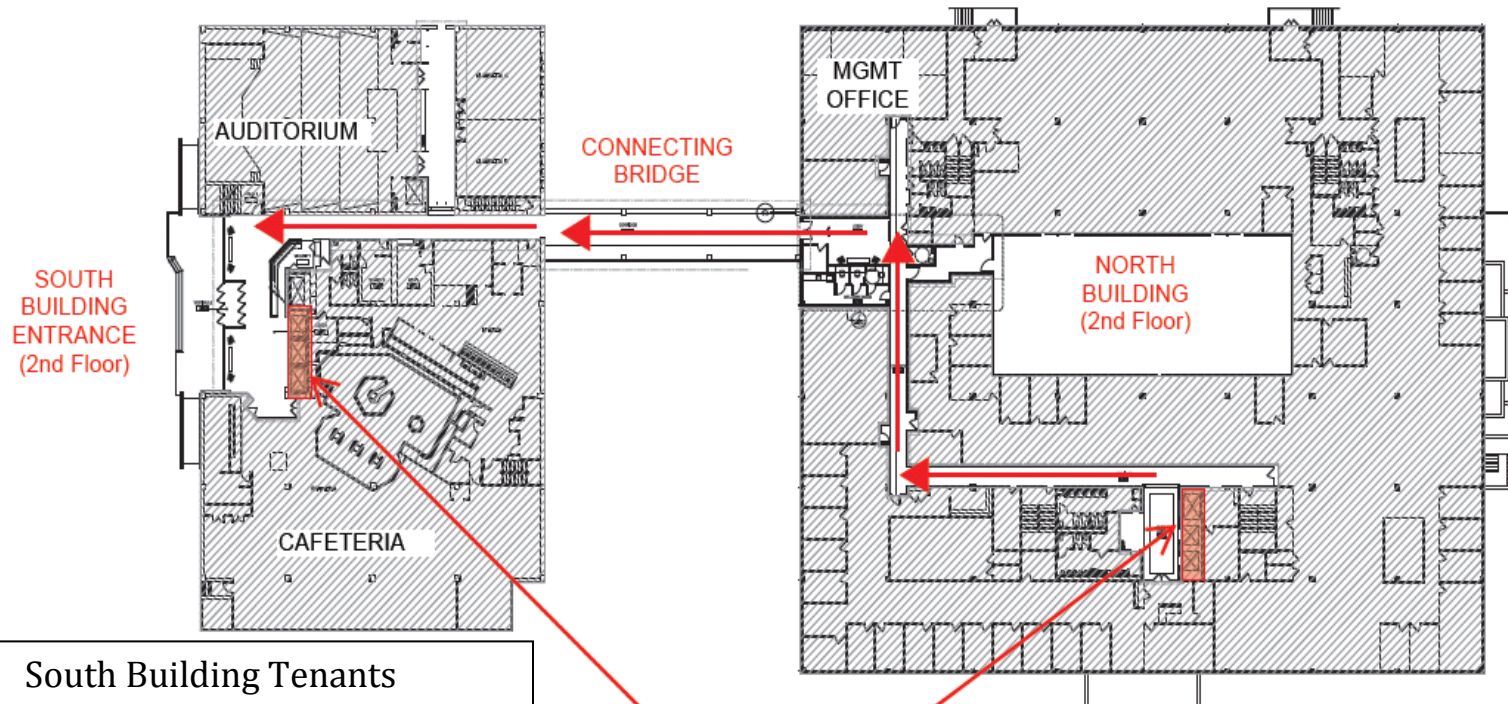 MGMT
OFFICE
AUDITORIUM
CONNECTING
BRIDGE
SOUTH
BUILDING
ENTRANCE
(2nd Floor)
NORTH
BUILDING
(2nd Floor)
CAFETERIA
South Building Tenants